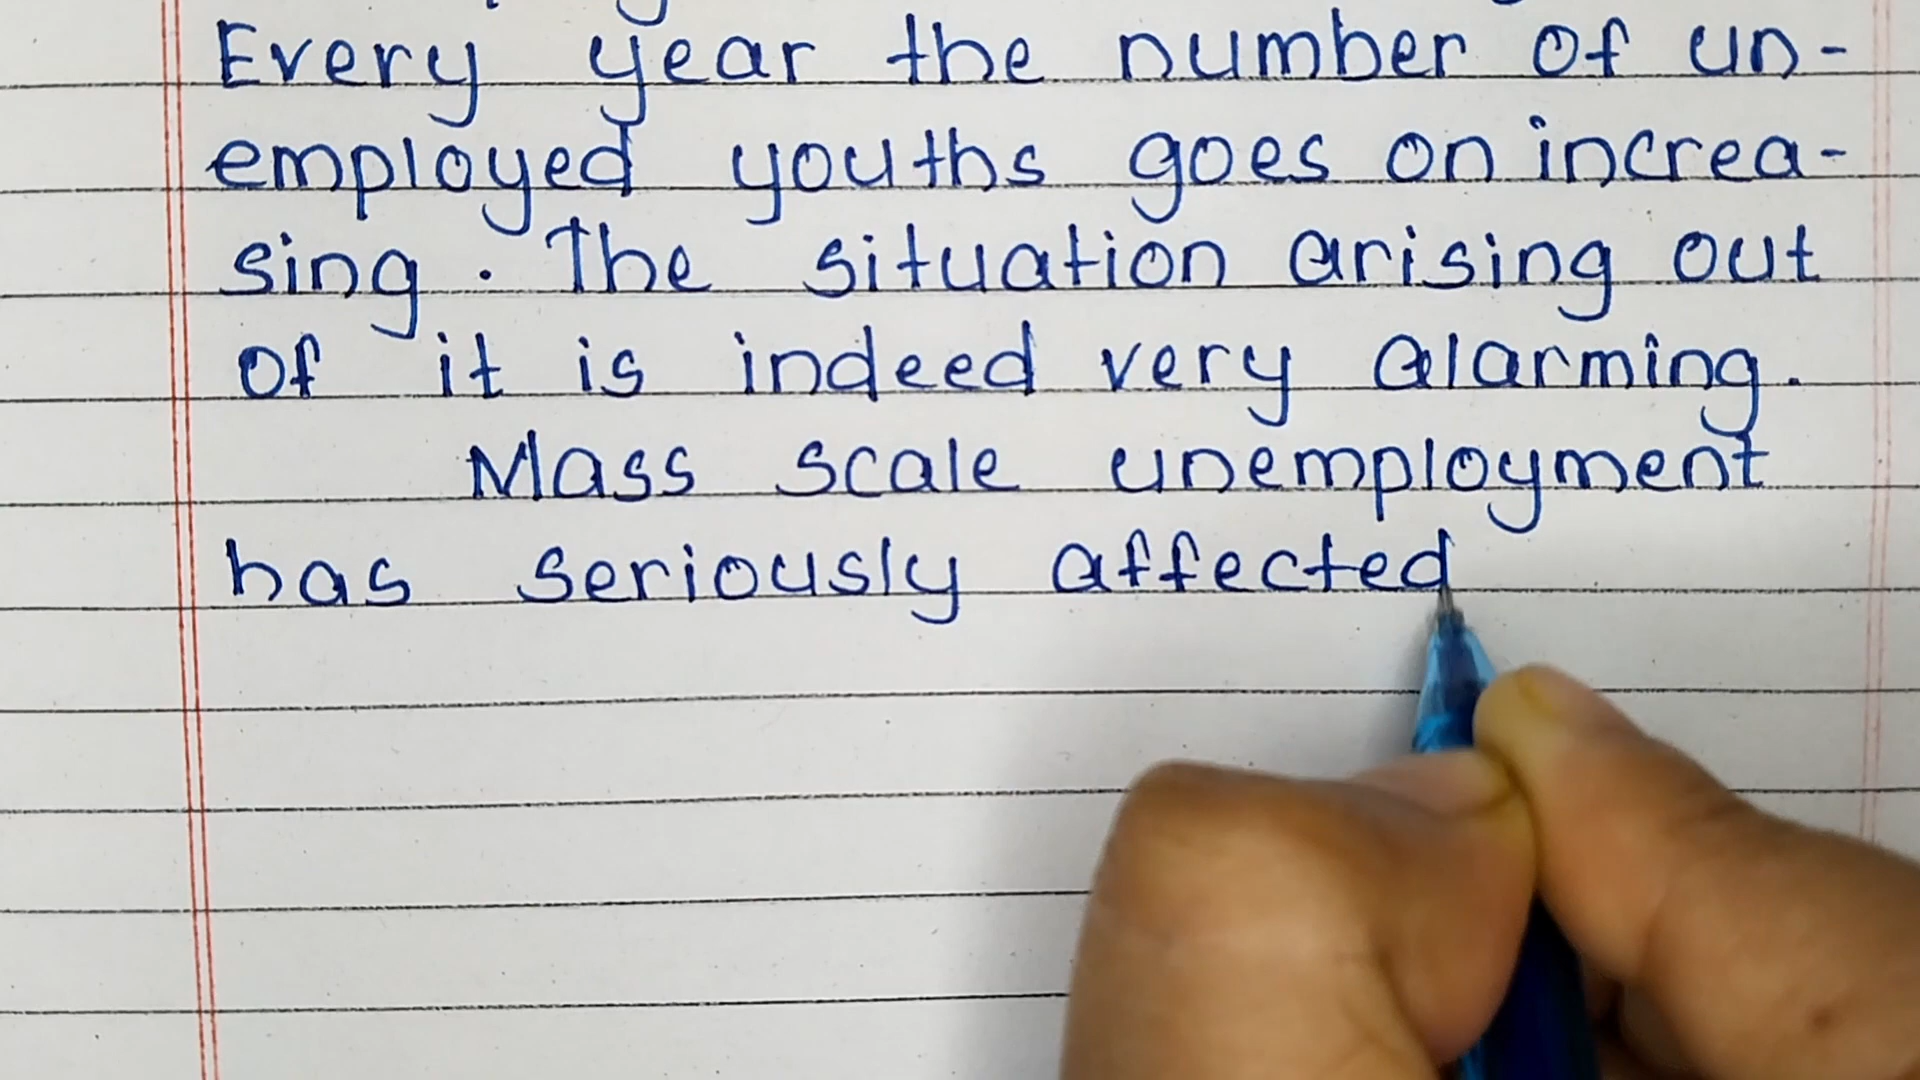 Every year the number of un-
employed youths goes on increa-
sing. The situation arising out
of it is indeed very alarming.
Mass scale unemployment
has seriously affected